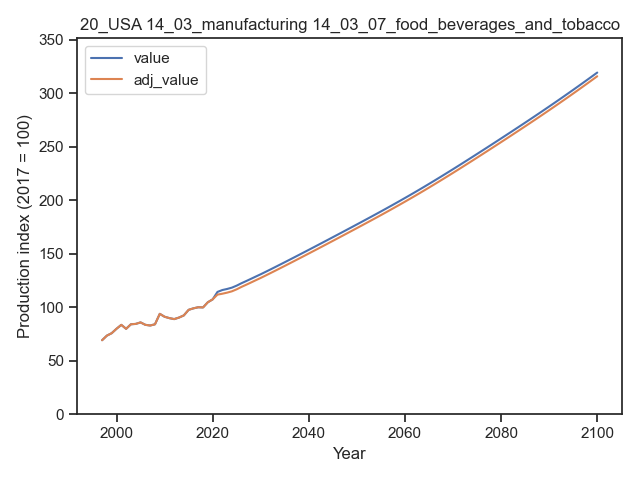 20_USA 14_03_manufacturing 14_03_07_food_beverages_and_tobacco
350
300
250
200
150
100
50
0
Production index (2017 = 100)
value
adj_value
2000 2020 2040 2060 2080 2100
Year